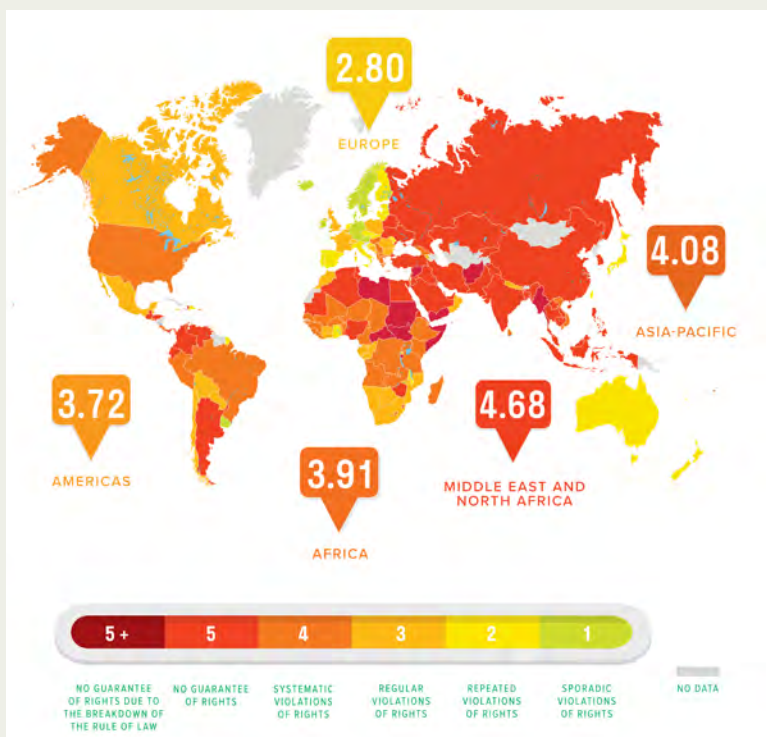 2.80
EUROPE
4.08
ASIA-PACIFIC
3.72
AMERICAS
4.68
MIDDLE EAST AND
NORTH AFRICA
3.91
AFRICA
5 +
5
4
3
2
1
NO GUARANTEE
OF RIGHTS DUE TO
THE BREAKDOWN OF
THE RULE OF LAW
NO GUARANTEE
OF RIGHTS
SYSTEMATIC
VIOLATIONS
OF RIGHTS
REGULAR
VIOLATIONS
OF RIGHTS
REPEATED
VIOLATIONS
OF RIGHTS
SPORADIC
VIOLATIONS
OF RIGHTS
NO DATA